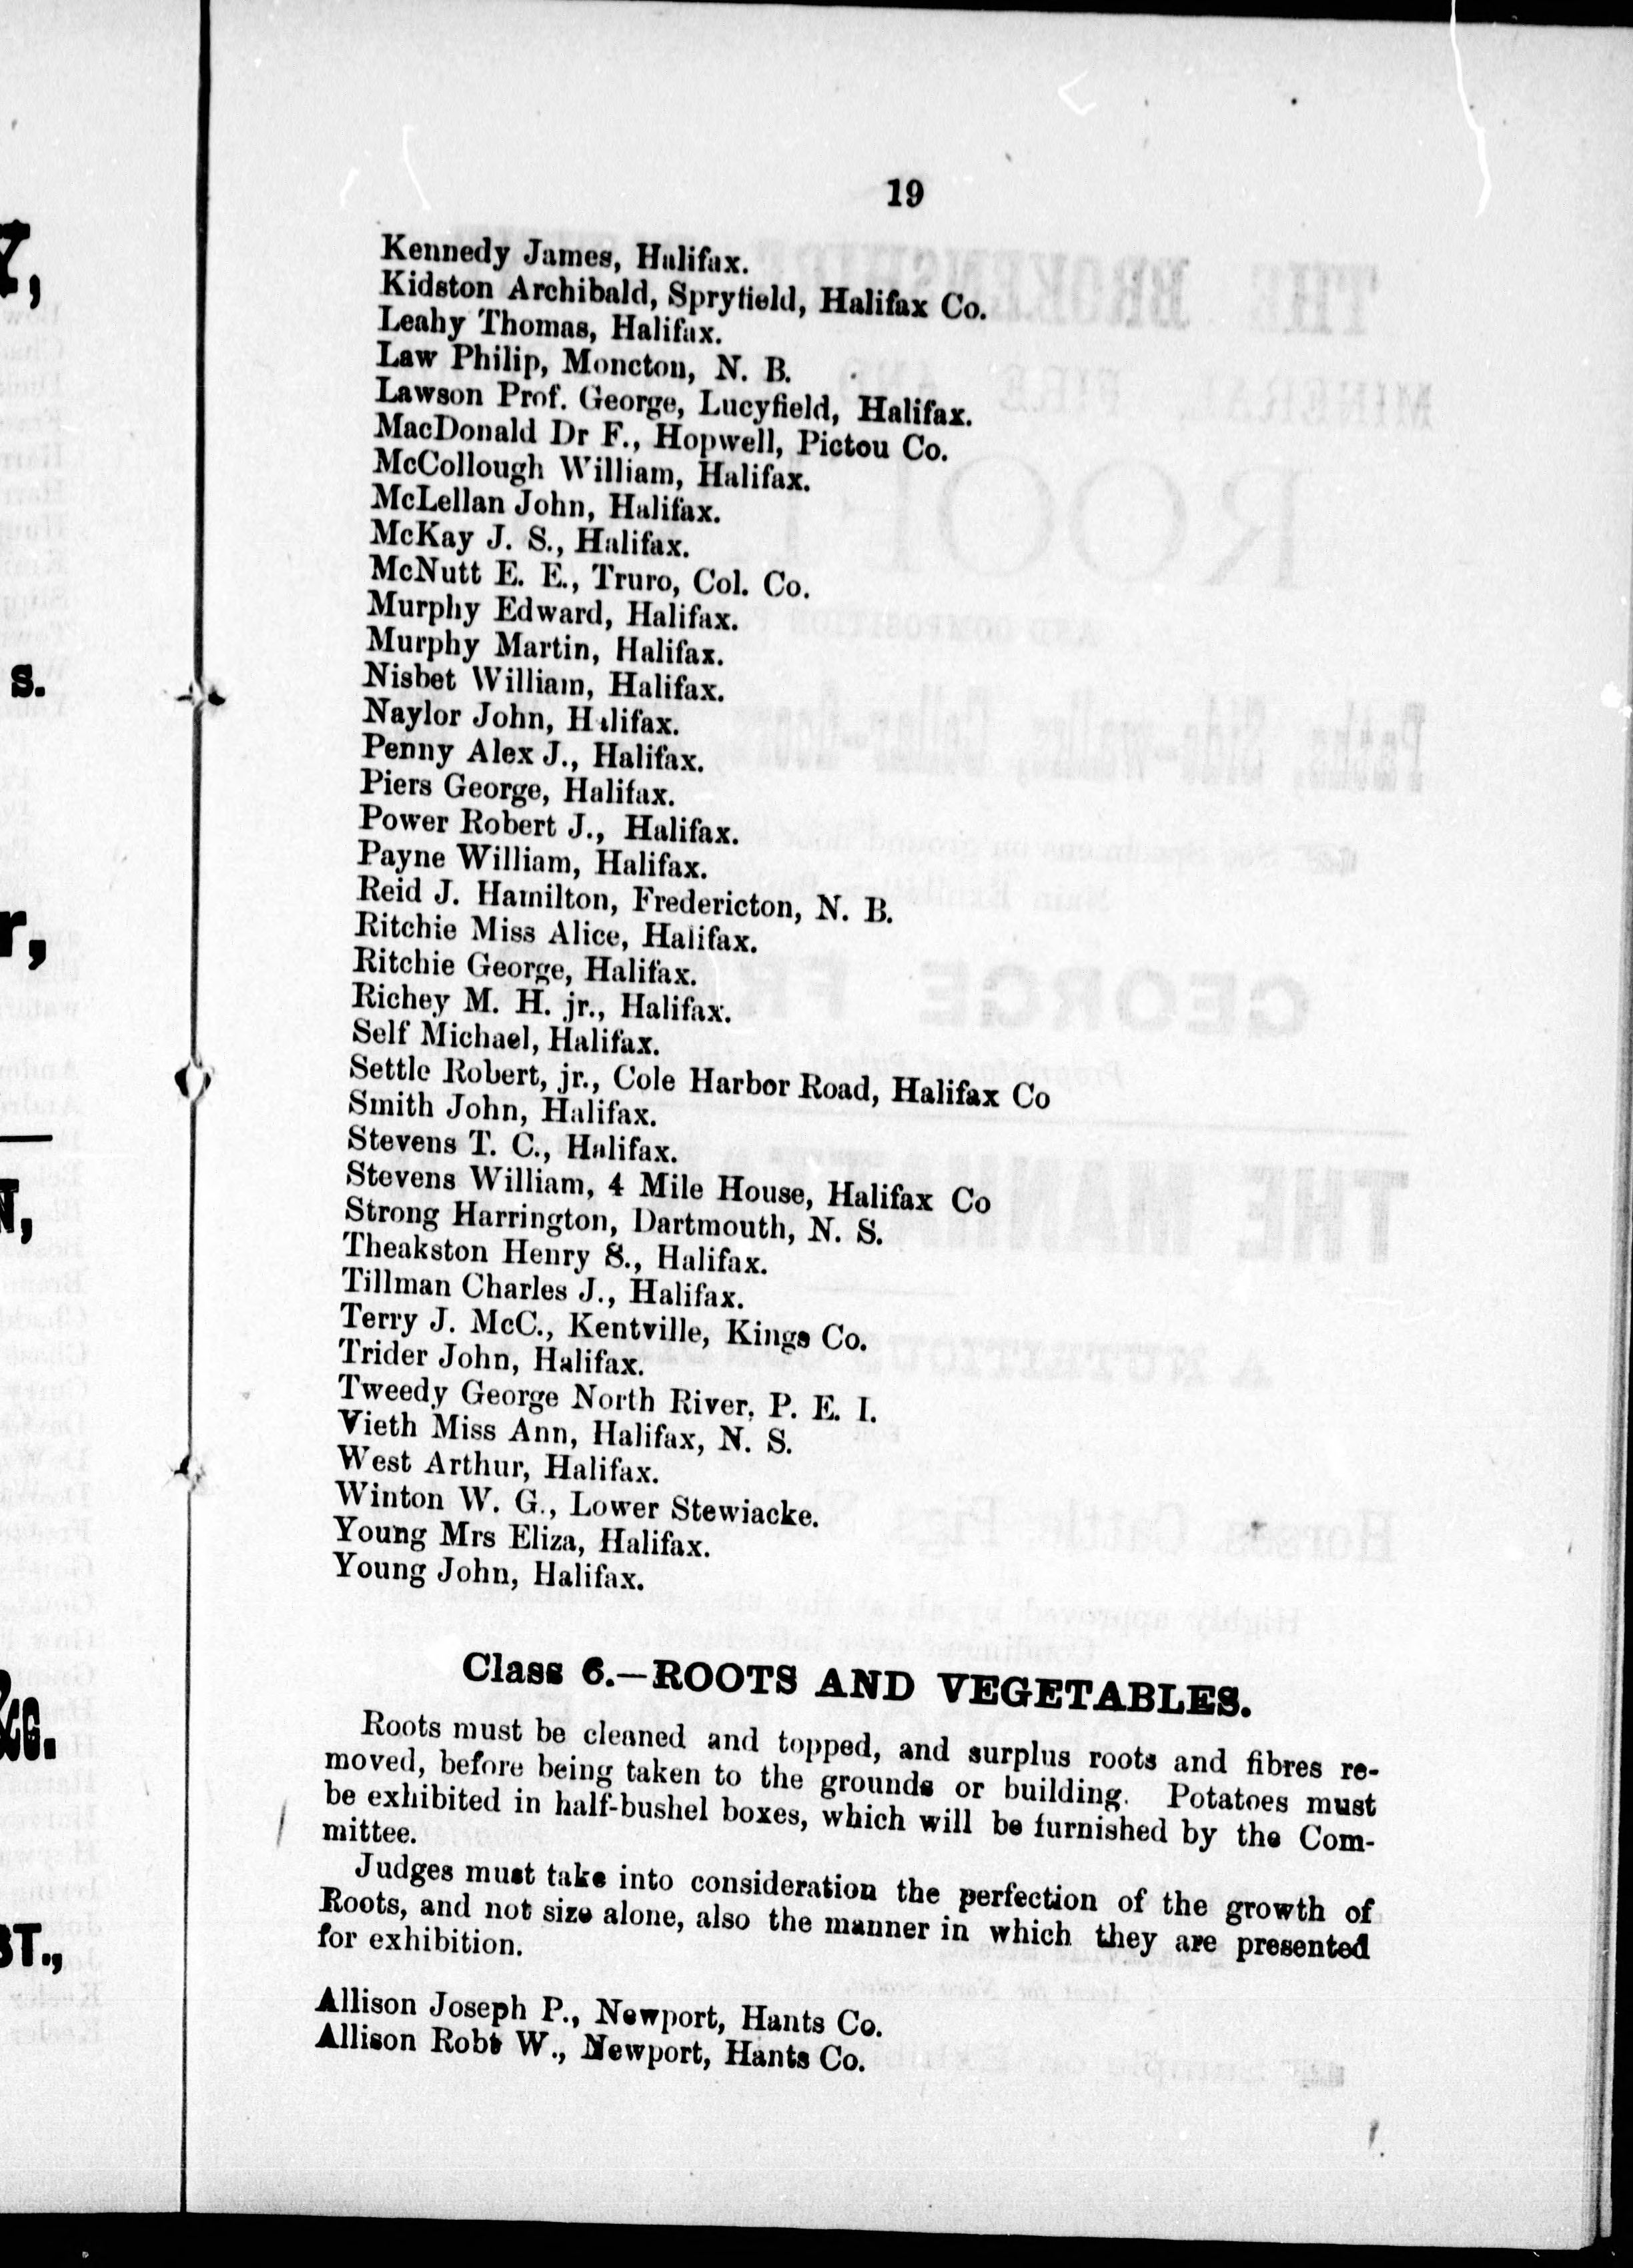 19
Kennedy James, Halifax.
Kidston Archibald, Spryfield, Halifax Co.
Leahy Thomas, Halifax.
Law Philip, Moncton, N. B.
Lawson Prof. George, Lucyfield, Halifax.
MacDonald Dr F., Hopwell, Pictou Co.
McCollough William, Halifax.
McLellan John, Halifax.
McKay J. S., Halifax.
McNutt E. E., Truro, Col. Co.
Murphy Edward, Halifax.
Murphy Martin, Halifax.
Nisbet William, Halifax.
Naylor John, Halifax.
Penny Alex J., Halifax.
Piers George, Halifax.
Power Robert J., Halifax.
Payne William, Halifax.
Reid J. Hamilton, Fredericton, N. B.
Ritchie Miss Alice, Halifax.
Ritchie George, Halifax.
Richey M. H. jr., Halifax.
Self Michael, Halifax.
Settle Robert, jr., Cole Harbor Road, Halifax Co
Smith John, Halifax.
Stevens T. C., Halifax.
Stevens William, 4 Mile House, Halifax Co
Strong Harrington, Dartmouth, N. S.
Theakston Henry S., Halifax.
Tillman Charles J., Halifax.
Terry J. McC., Kentville, Kings Co.
Trider John, Halifax.
Tweedy George North River, P. E. I.
Vieth Miss Ann, Halifax, N. S.
West Arthur, Halifax.
Winton W. G., Lower Stewiacke.
Young Mrs Eliza, Halifax.
Young John, Halifax.
Class 6.—ROOTS AND VEGETABLES.
Roots must be cleaned and topped, and surplus roots and fibres re-
moved, before being taken to the grounds or building. Potatoes must
be exhibited in half-bushel boxes, which will be furnished by the Com-
mittee.
Judges must take into consideration the perfection of the growth of
Roots, and not size alone, also the manner in which they are presented
for exhibition.
Allison Joseph P., Newport, Hants Co.
Allison Robt W., Newport, Hants Co.